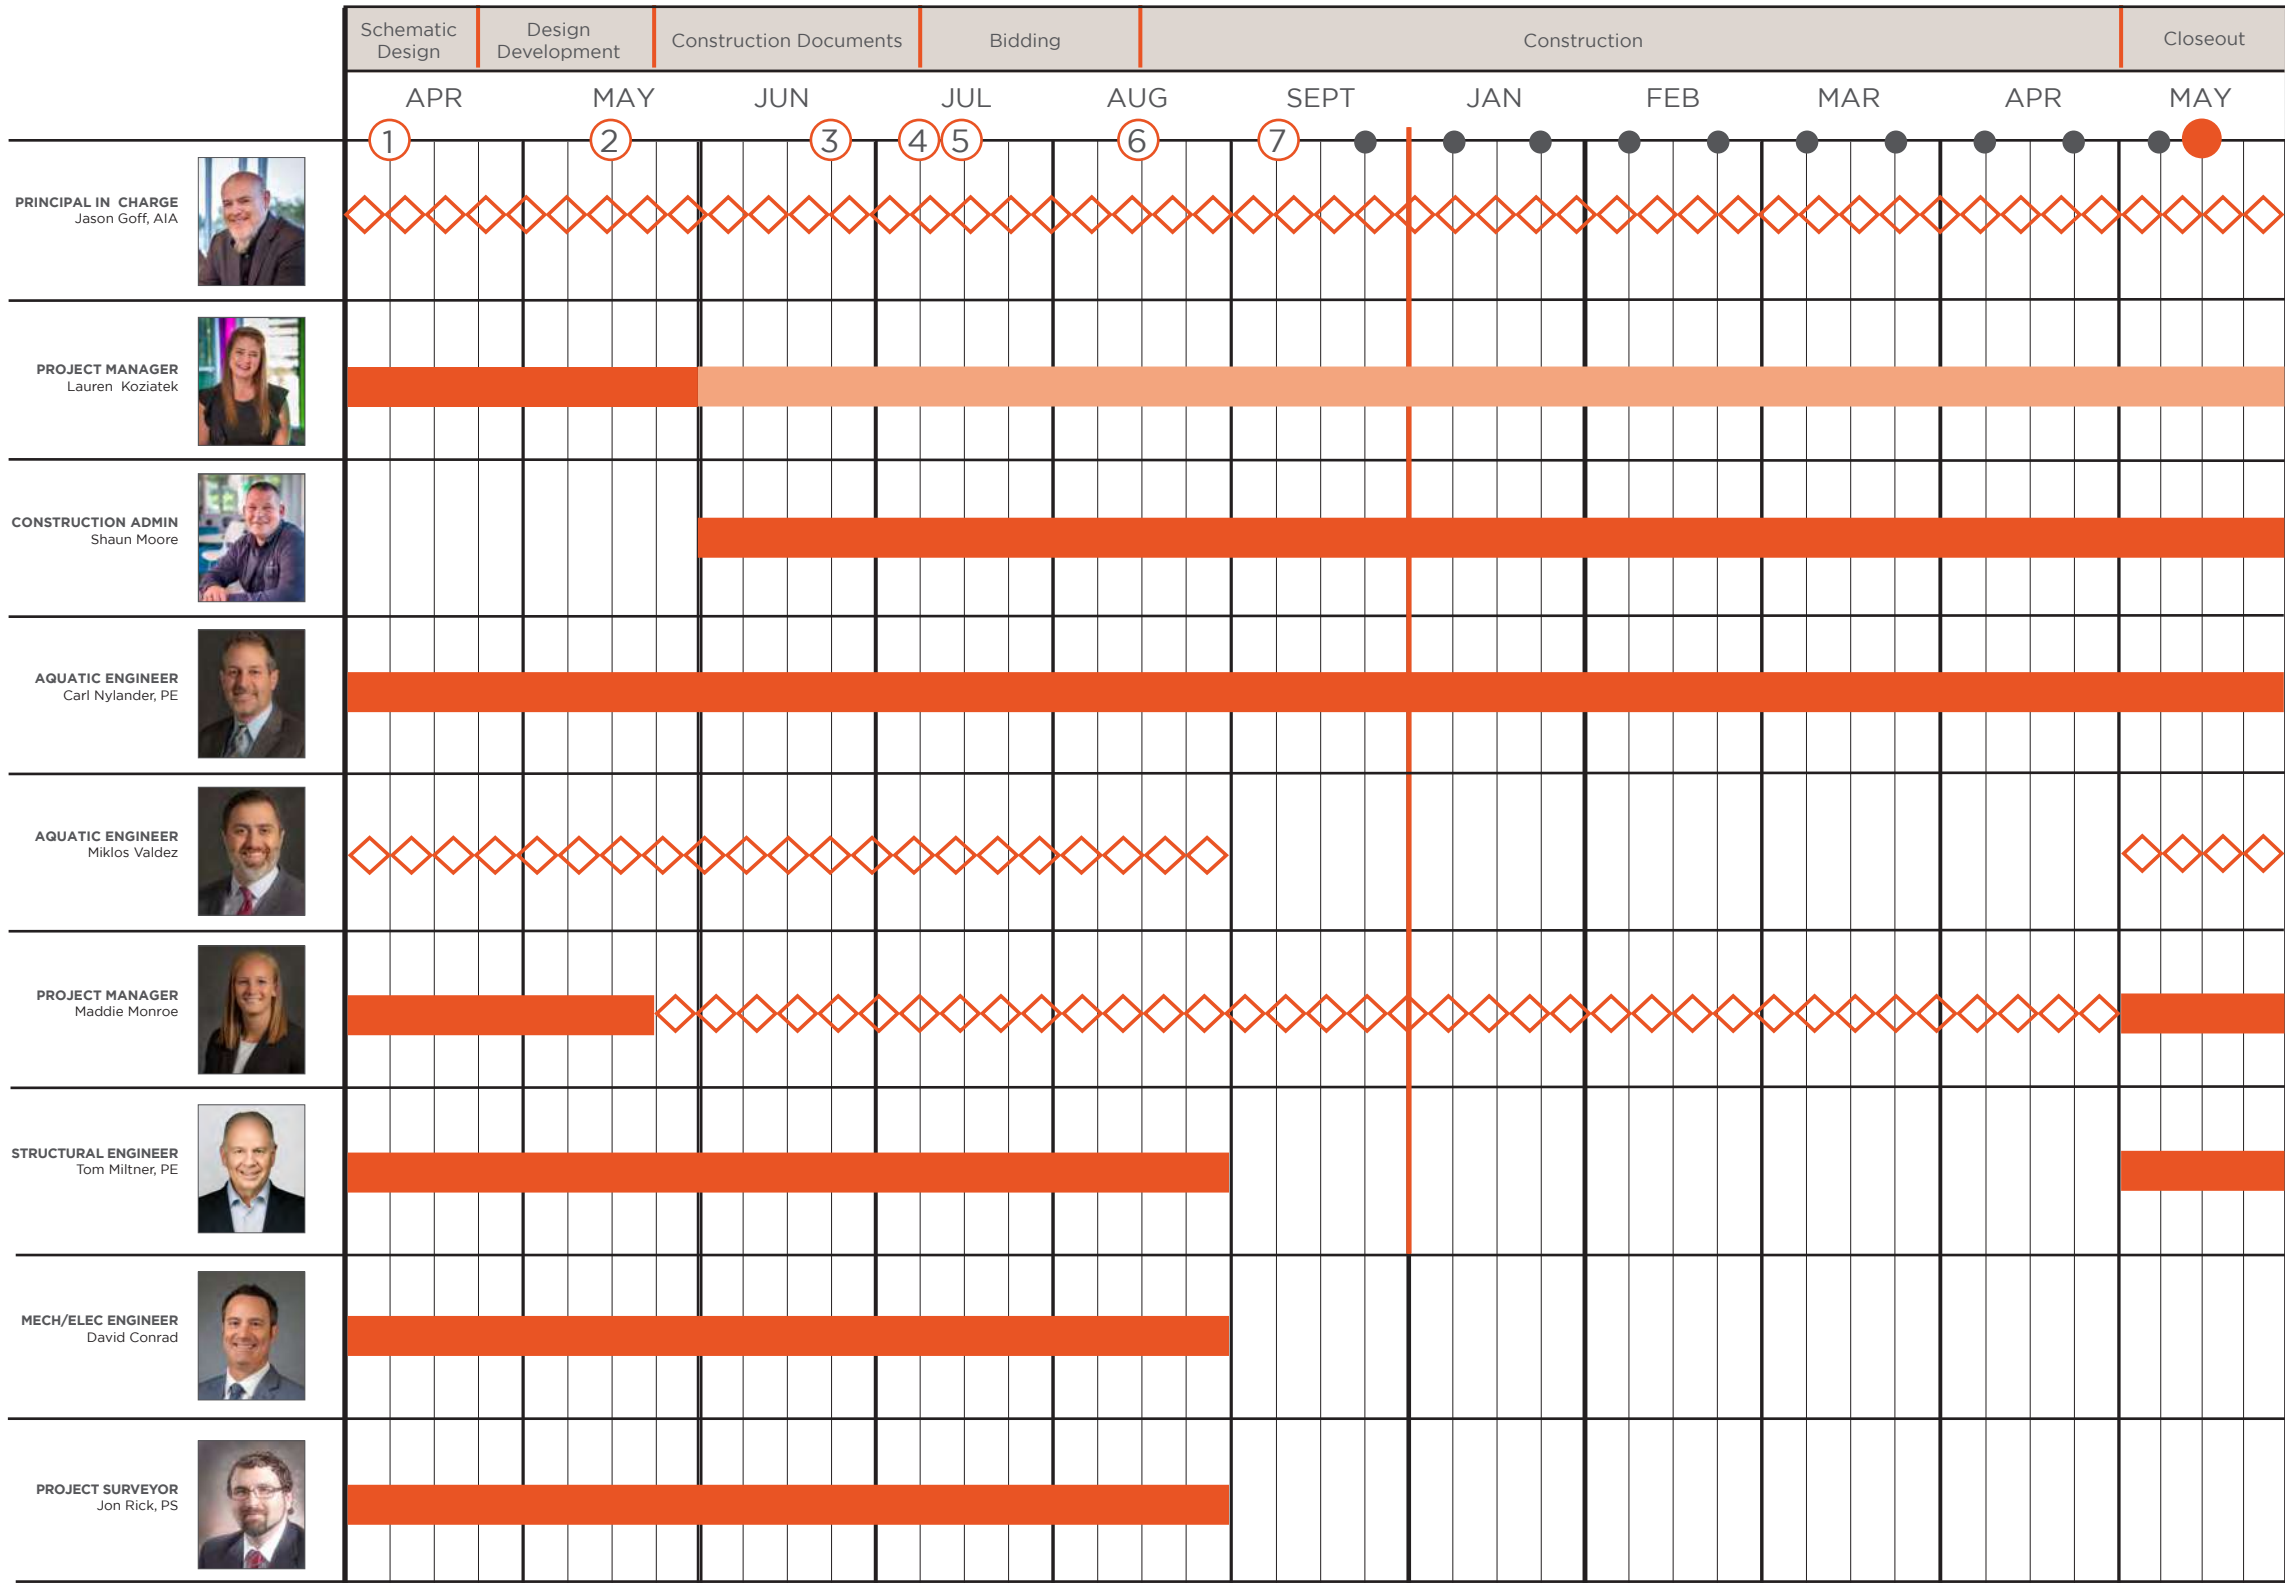 Schematic
Design
Design
Development
Construction Documents
Bidding
Construction
Closeout
APR MAY JUN JUL AUG SEPT JAN FEB MAR APR MAY
1 2 3 4 5 6 7
PRINCIPAL IN CHARGE
Jason Goff, AIA
PROJECT MANAGER
Lauren Koziatek
CONSTRUCTION ADMIN
Shaun Moore
AQUATIC ENGINEER
Carl Nylander, PE
AQUATIC ENGINEER
Miklos Valdez
PROJECT MANAGER
Maddie Monroe
STRUCTURAL ENGINEER
Tom Miltner, PE
MECH/ELEC ENGINEER
David Conrad
PROJECT SURVEYOR
Jon Rick, PS